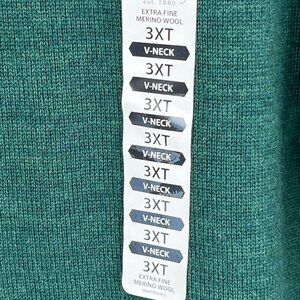 est. 1980
EXTRA FINE
MERINO WOOL
3XT
V-NECK
3XT
V-NECK
3XT
V-NECK
3XT
V-NECK
3XT
V-NECK
3XT
V-NECK
3XT
V-NECK
3XT
EXTRA FINE
MERINO WOOL